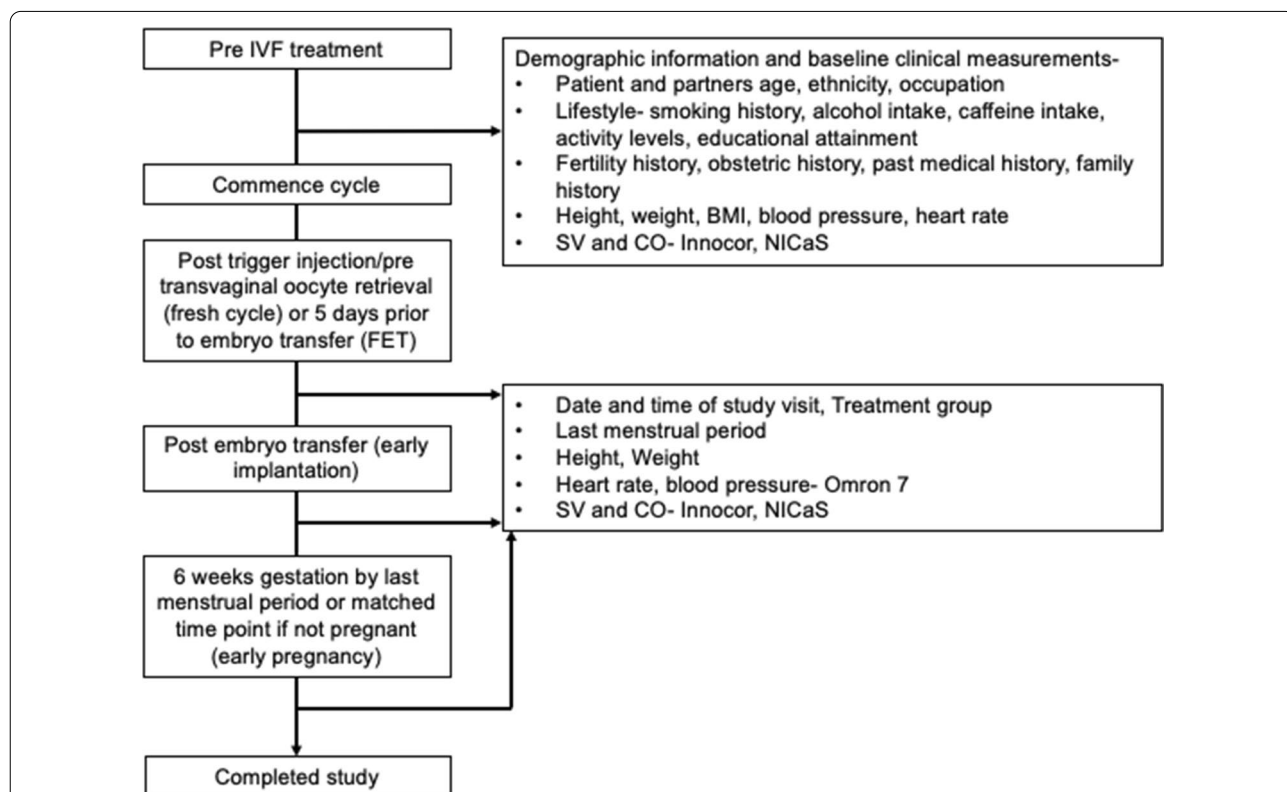 Pre IVF treatment
Demographic information and baseline clinical measurements-
• Patient and partners age, ethnicity, occupation
• Lifestyle- smoking history, alcohol intake, caffeine intake,
activity levels, educational attainment
• Fertility history, obstetric history, past medical history, family
history
• Height, weight, BMI, blood pressure, heart rate
• SV and CO- Innocor, NICaS
Commence cycle
Post trigger injection/pre
transvaginal oocyte retrieval
(fresh cycle) or 5 days prior
to embryo transfer (FET)
• Date and time of study visit, Treatment group
• Last menstrual period
• Height, Weight
• Heart rate, blood pressure- Omron 7
• SV and CO- Innocor, NICaS
Post embryo transfer (early
implantation)
6 weeks gestation by last
menstrual period or matched
time point if not pregnant
(early pregnancy)
Completed study